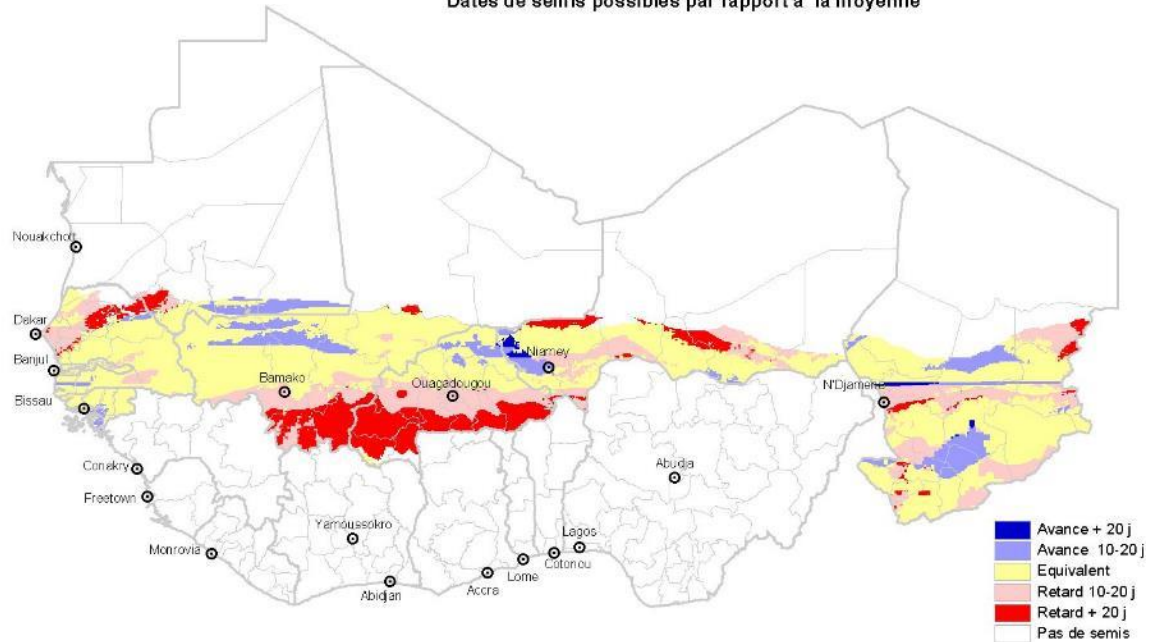 Dates de semis possibles par rapport à la moyenne
Nouakchott
Dakar
Banjul
Bissau
Bamako
Ouagadougou
Niamey
N'Djamena
Conakry
Freetown
Monrovia
Yamoussokro
Abidjan
Accra
Lome
Cotonou
Lagos
Abudja
Avance + 20 j
Avance 10-20 j
Equivalent
Retard 10-20 j
Retard + 20 j
Pas de semis